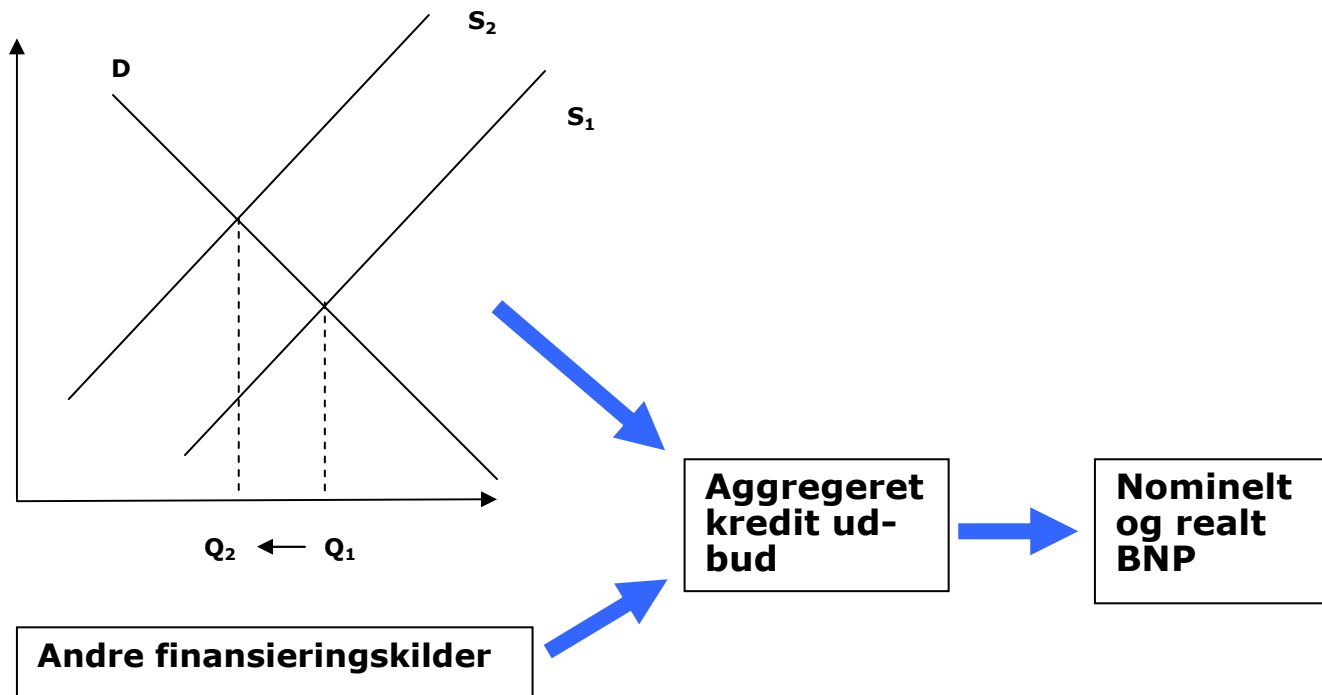 S₂
D
S₁
Q₂
Q₁
Aggregeret
kredit ud-
bud
Nominelt
og realt
BNP
Andre finansieringskilder